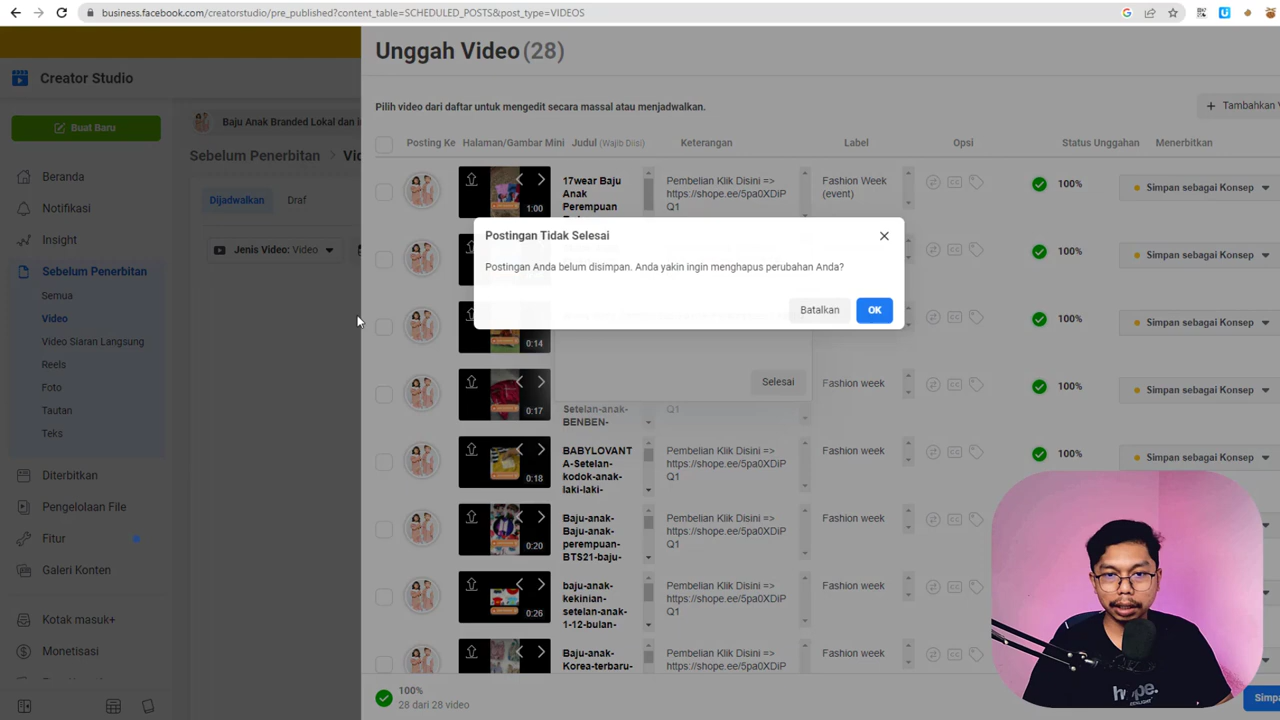 business.facebook.com/creatorstudio/pre_published?content_table=SCHEDULED_POSTS&post_type=VIDEOS
Unggah Video (28)
Creator Studio
Pilih video dari daftar untuk mengedit secara massal atau menjadwalkan.
+ Tambahkan
Baju Anak Branded Lokal dan
Buat Baru
Posting Ke Halaman/Gambar Mini Judul (Wajib Diisi) Keterangan Label Opsi Status Unggahan Menerbitkan
Sebelum Penerbitan >
Beranda
Notifikasi
Insight
Sebelum Penerbitan
Semua
Video
Video Siaran Langsung
Reels
Foto
Tautan
Teks
Diterbitkan
Pengelolaan File
Fitur
Galeri Konten
Kotak masuk+
Monetisasi
Dijadwalkan Draf
Jenis Video: Video
1:00
17wear Baju
Anak
Perempuan
Pembelian Klik Disini =>
https://shope.ee/5pa0XDiP
Q1
Fashion Week
(event)
100%
Simpan sebagai Konsep
Postingan Tidak Selesai
Postingan Anda belum disimpan. Anda yakin ingin menghapus perubahan Anda?
Batalkan OK
100%
Simpan sebagai Konsep
0:14
100%
Simpan sebagai Konsep
Selesai
0:17
Setelan-anak-
BENBEN-
Q1
Fashion week
100%
Simpan sebagai Konsep
0:18
BABYLOVANT
A-Setelan-
kodok-anak-
laki-laki-
Pembelian Klik Disini =>
https://shope.ee/5pa0XDiP
Q1
Fashion week
100%
Simpan sebagai Konsep
0:20
Baju-anak-
Baju-anak-
perempuan-
BTS21-baju-
Pembelian Klik Disini =>
https://shope.ee/5pa0XDiP
Q1
Fashion week
0:26
baju-anak-
kekinian-
setelan-anak-
1-12-bulan-
Pembelian Klik Disini =>
https://shope.ee/5pa0XDiP
Q1
Fashion week
Baju-anak-
Korea-terbaru-
Pembelian Klik Disini =>
https://shope.ee/5pa0XDiP
Fashion week
100%
28 dari 28 video
hype.